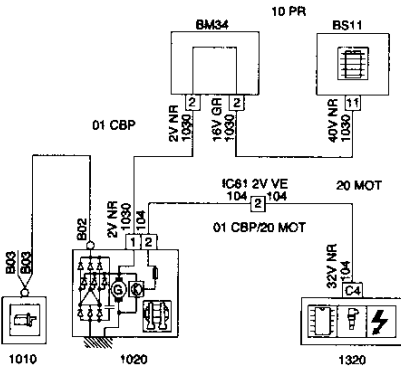 10 PR
BM34
BS11
2
2
11
2V NR
1030
16V GR
1030
40V NR
1030
01 CBP
IC61 2V VE
104 104
2
20 MOT
01 CBP/20 MOT
B03
B03
B02
2V NR
1030
104
1 2
32V NR
104
C4
G
1010
1020
1320